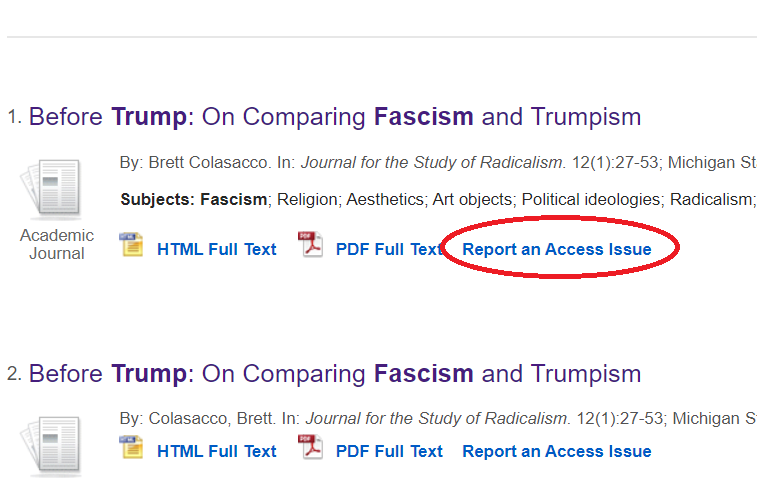 1. Before Trump: On Comparing Fascism and Trumpism
By: Brett Colasacco. In: Journal for the Study of Radicalism. 12(1):27-53; Michigan
Subjects: Fascism; Religion; Aesthetics; Art objects; Political ideologies; Radicalism;
Academic
Journal
HTML Full Text PDF Full Text Report an Access Issue
2. Before Trump: On Comparing Fascism and Trumpism
By: Colasacco, Brett. In: Journal for the Study of Radicalism. 12(1):27-53; Michigan
HTML Full Text PDF Full Text Report an Access Issue